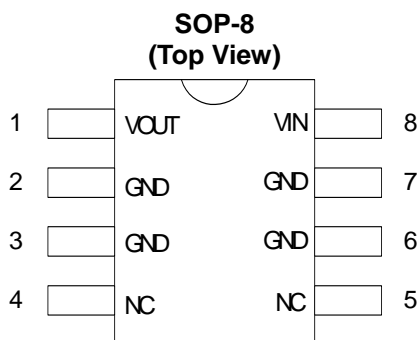 SOP-8
(Top View)
1 VOUT VIN 8
2 GND GND 7
3 GND GND 6
4 NC NC 5